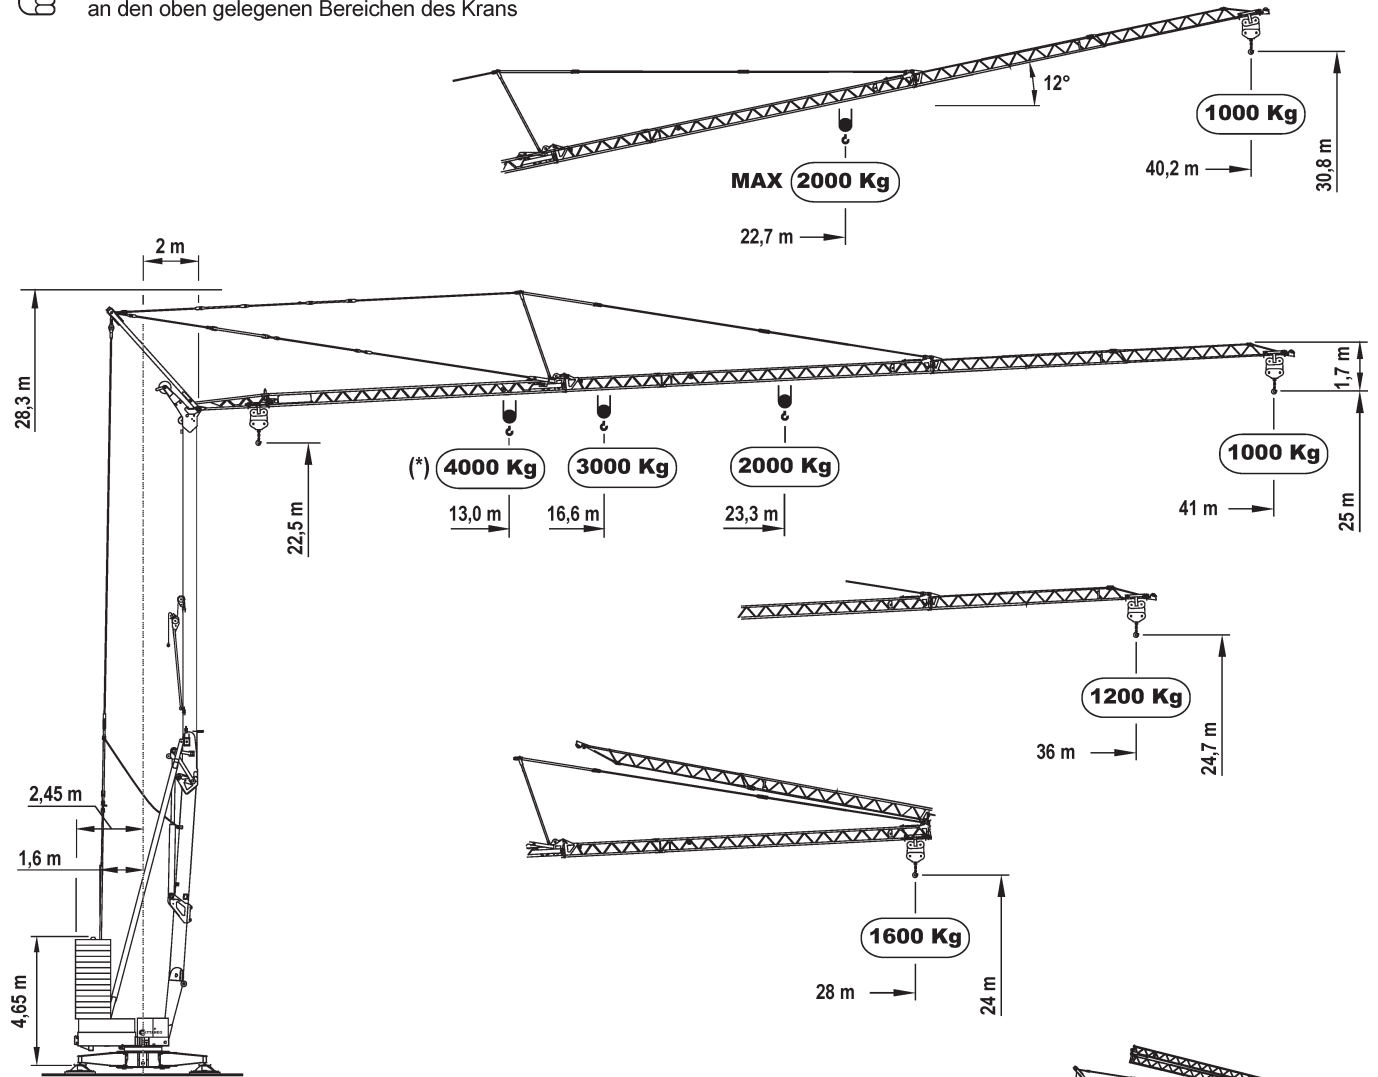 an den oben gelegenen Bereichen des Krans
12°
1000 Kg
40,2 m
30,8 m
MAX 2000 Kg
22,7 m
2 m
28,3 m
1,7 m
22,5 m
(*) 4000 Kg
3000 Kg
2000 Kg
1000 Kg
13,0 m
16,6 m
23,3 m
41 m
25 m
1200 Kg
36 m
24,7 m
2,45 m
1,6 m
1600 Kg
28 m
24 m
4,65 m